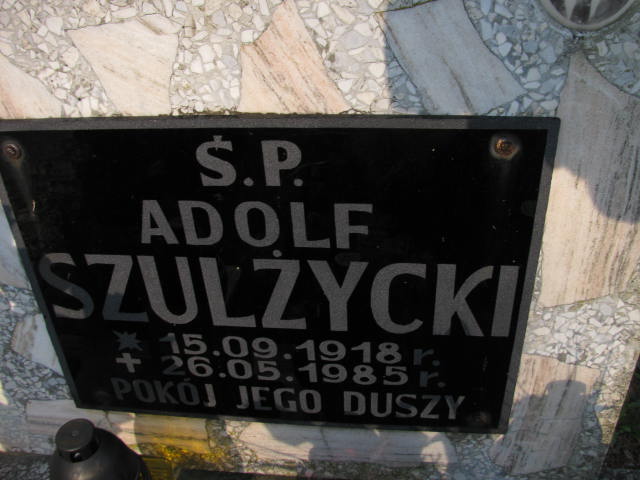 Ś.P.
ADOLF
SZULŻYCKI
* 15.09.1918 r.
+ 26.05.1985 r.
POKÓJ JEGO DUSZY